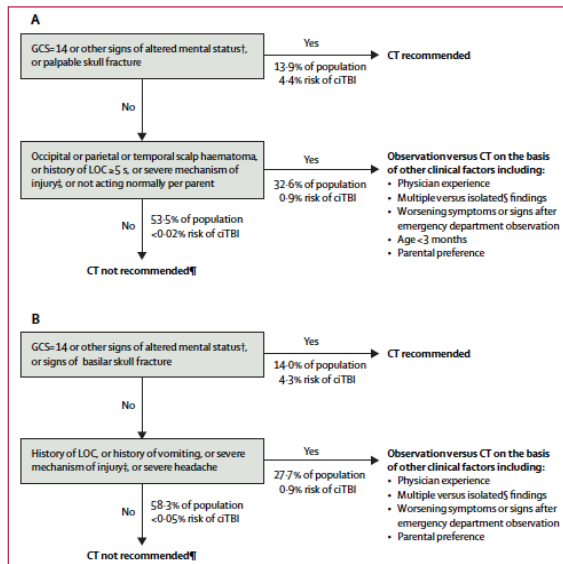 A
GCS=14 or other signs of altered mental status†,
or palpable skull fracture
Yes
13·9% of population
4·4% risk of ciTBI
CT recommended
No
Occipital or parietal or temporal scalp haematoma,
or history of LOC ≥5 s, or severe mechanism of
injury‡, or not acting normally per parent
Yes
32·6% of population
0·9% risk of ciTBI
Observation versus CT on the basis
of other clinical factors including:
• Physician experience
• Multiple versus isolated§ findings
• Worsening symptoms or signs after
emergency department observation
• Age <3 months
• Parental preference
No
53·5% of population
<0·02% risk of ciTBI
CT not recommended¶
B
GCS=14 or other signs of altered mental status†,
or signs of basilar skull fracture
Yes
14·0% of population
4·3% risk of ciTBI
CT recommended
No
History of LOC, or history of vomiting, or severe
mechanism of injury‡, or severe headache
Yes
27·7% of population
0·9% risk of ciTBI
Observation versus CT on the basis
of other clinical factors including:
• Physician experience
• Multiple versus isolated§ findings
• Worsening symptoms or signs after
emergency department observation
• Parental preference
No
58·3% of population
<0·05% risk of ciTBI
CT not recommended¶